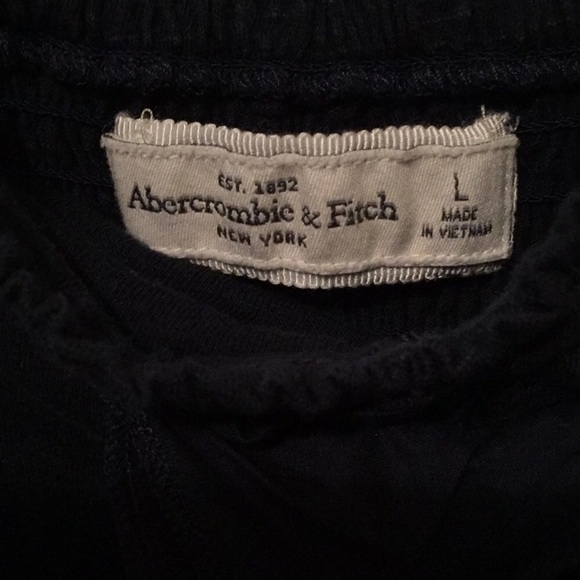 EST. 1892
Abercrombie & Fitch
NEW YORK
L
MADE
IN VIETNAM